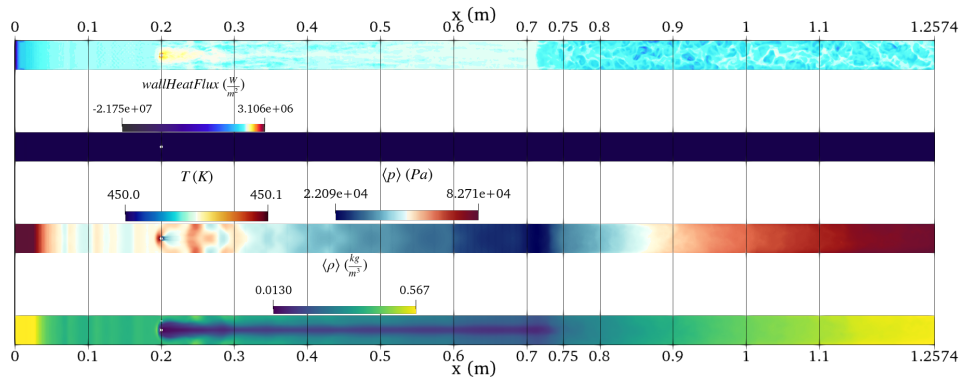 x (m)
0 0.1 0.2 0.3 0.4 0.5 0.6 0.7 0.75 0.8 0.9 1 1.1 1.2574
wallHeatFlux (W/m²)
-2.175e+07 3.106e+06
T (K) ⟨p⟩ (Pa)
450.0 450.1 2.209e+04 8.271e+04
⟨ρ⟩ (kg/m³)
0.0130 0.567
0 0.1 0.2 0.3 0.4 0.5 0.6 0.7 0.75 0.8 0.9 1 1.1 1.2574
x (m)